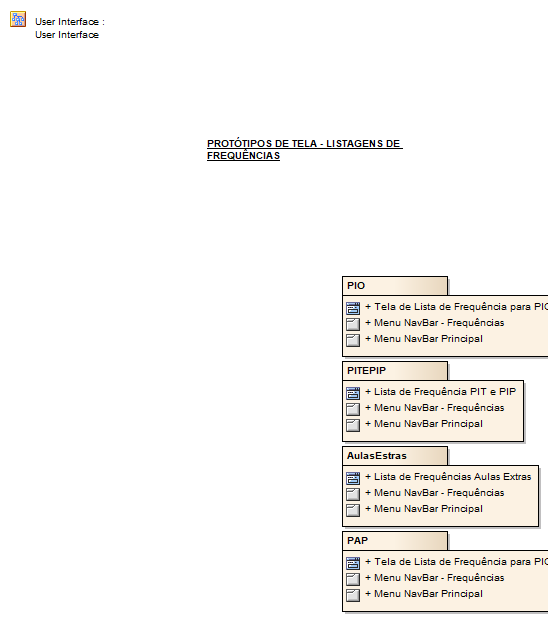 User Interface :
User Interface
PROTÓTIPOS DE TELA - LISTAGENS DE
FREQUÊNCIAS
PIO
+ Tela de Lista de Frequência para
+ Menu NavBar - Frequências
+ Menu NavBar Principal
PITEPIP
+ Lista de Frequência PIT e PIP
+ Menu NavBar - Frequências
+ Menu NavBar Principal
AulasEstras
+ Lista de Frequências Aulas Extras
+ Menu NavBar - Frequências
+ Menu NavBar Principal
PAP
+ Tela de Lista de Frequência para
+ Menu NavBar - Frequências
+ Menu NavBar Principal